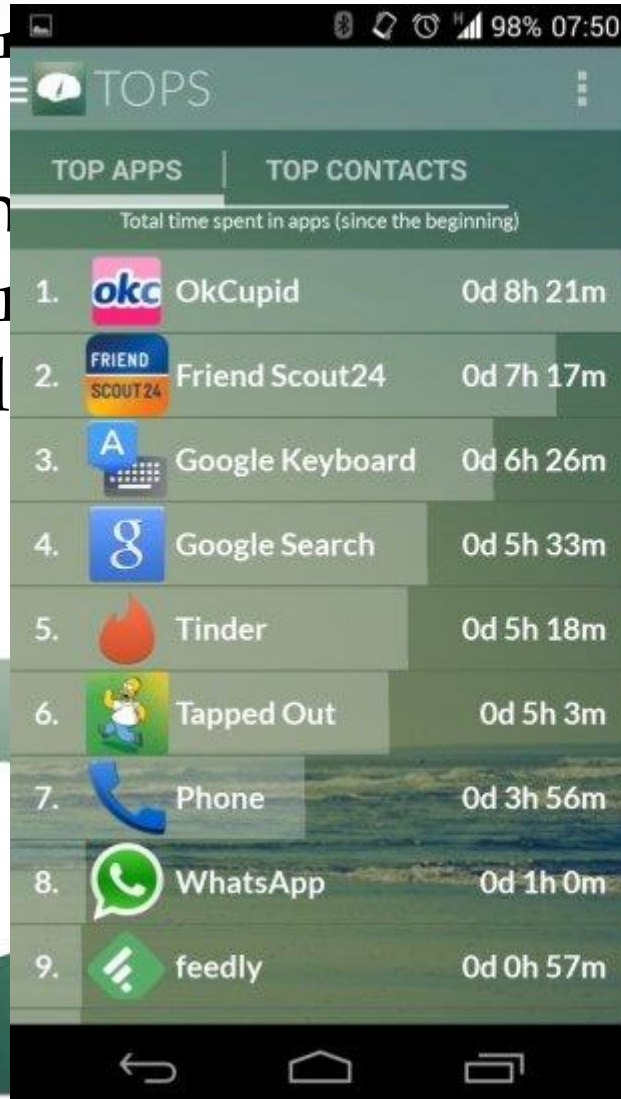 98% 07:50
TOPS
TOP APPS | TOP CONTACTS
Total time spent in apps (since the beginning)
1. okc OkCupid 0d 8h 21m
2. FRIEND SCOUT24 Friend Scout24 0d 7h 17m
3. A Google Keyboard 0d 6h 26m
4. g Google Search 0d 5h 33m
5. Tinder 0d 5h 18m
6. Tapped Out 0d 5h 3m
7. Phone 0d 3h 56m
8. WhatsApp 0d 1h 0m
9. feedly 0d 0h 57m